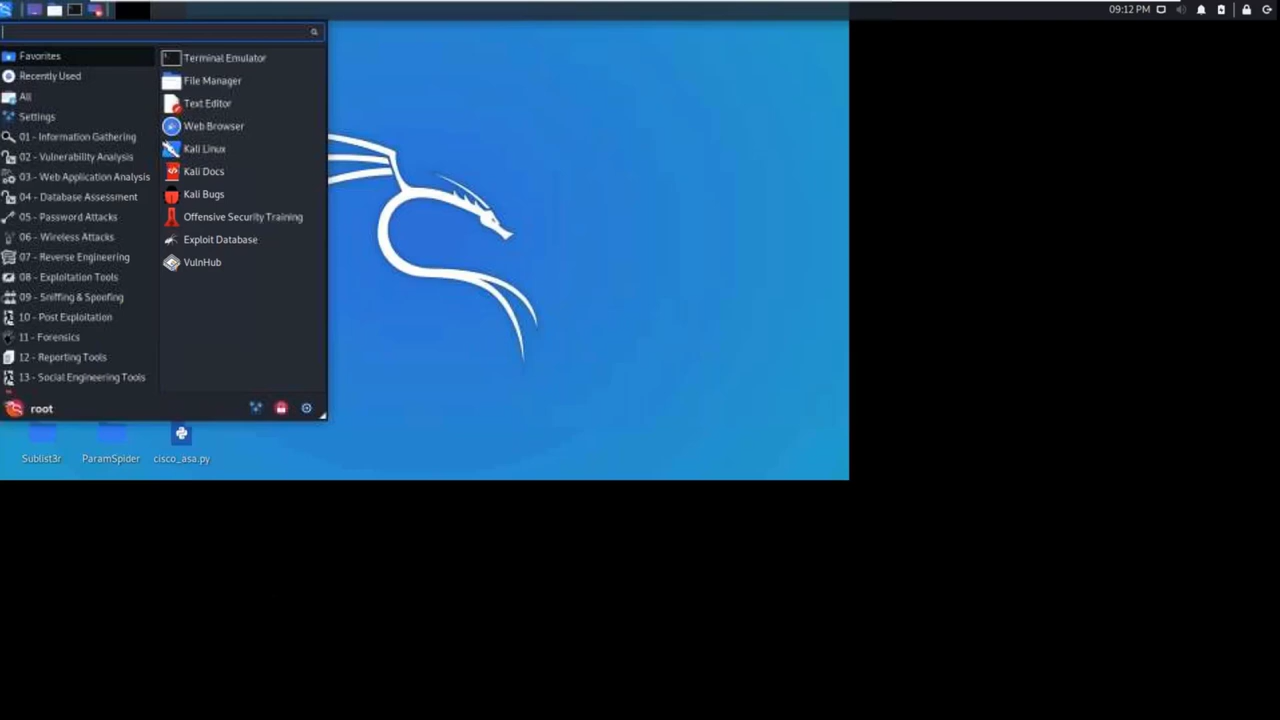 09:12 PM
Favorites
Recently Used
All
Settings
01 - Information Gathering
02 - Vulnerability Analysis
03 - Web Application Analysis
04 - Database Assessment
05 - Password Attacks
06 - Wireless Attacks
07 - Reverse Engineering
08 - Exploitation Tools
09 - Sniffing & Spoofing
10 - Post Exploitation
11 - Forensics
12 - Reporting Tools
13 - Social Engineering Tools
Terminal Emulator
File Manager
Text Editor
Web Browser
Kali Linux
Kali Docs
Kali Bugs
Offensive Security Training
Exploit Database
VulnHub
root
Sublist3r
ParamSpider
cisco_asa.py